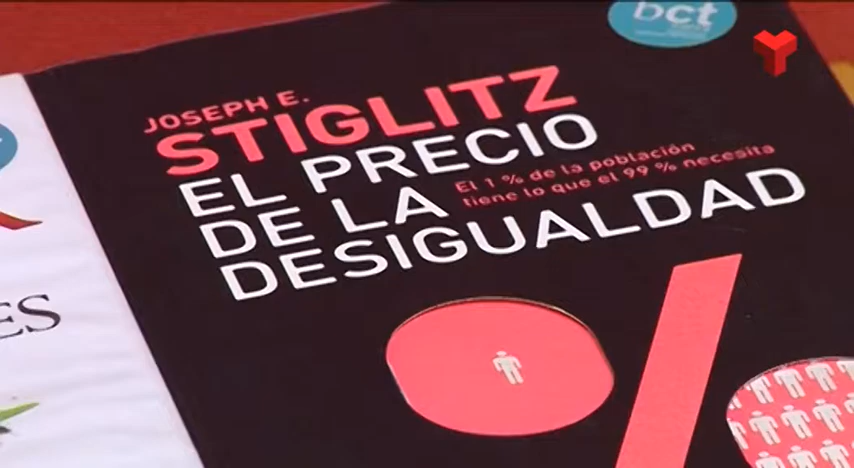 bct
JOSEPH E.
STIGLITZ
EL PRECIO
DE LA
DESIGUALDAD
El 1 % de la población
tiene lo que el 99 % necesita
ES